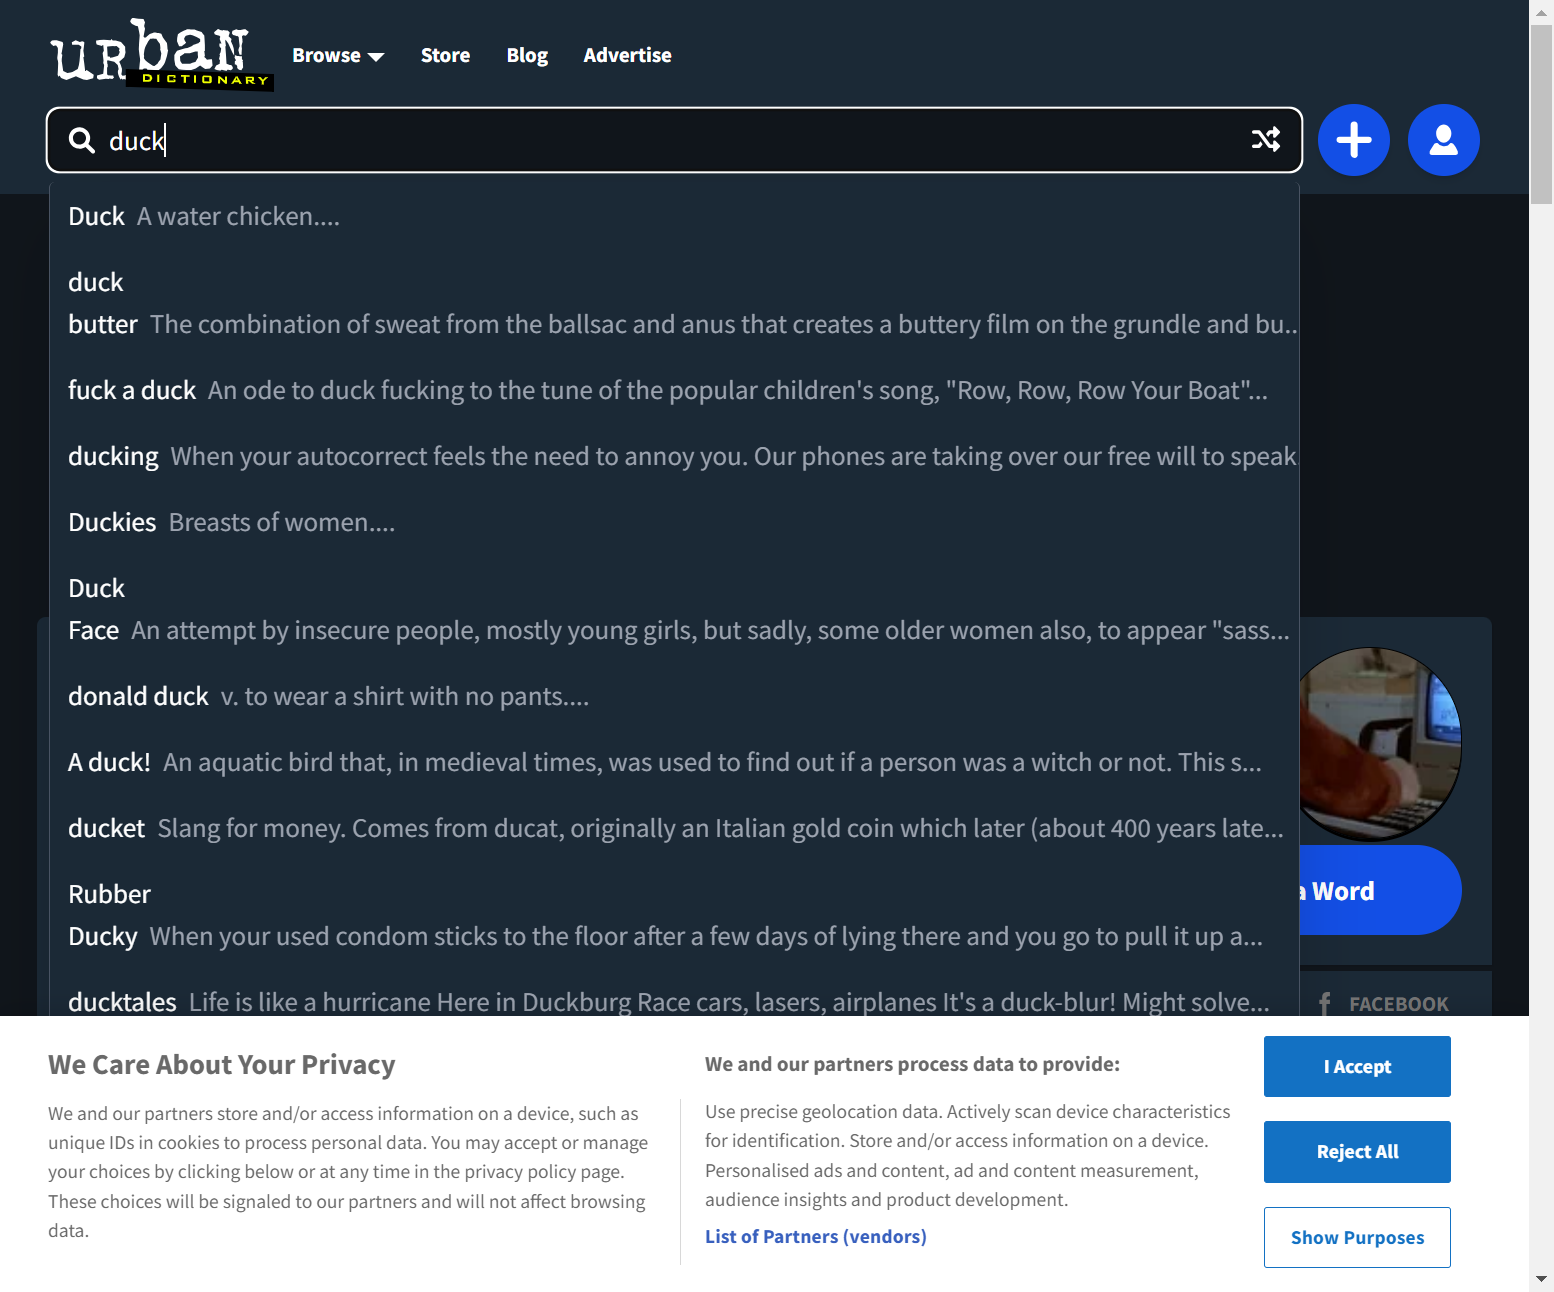 urban
DICTIONARY
Browse Store Blog Advertise
duck
Duck A water chicken....
duck
butter The combination of sweat from the ballsac and anus that creates a buttery film on the grundle and bu..
fuck a duck An ode to duck fucking to the tune of the popular children's song, "Row, Row, Row Your Boat"...
ducking When your autocorrect feels the need to annoy you. Our phones are taking over our free will to speak
Duckies Breasts of women....
Duck
Face An attempt by insecure people, mostly young girls, but sadly, some older women also, to appear "sass...
donald duck v. to wear a shirt with no pants....
A duck! An aquatic bird that, in medieval times, was used to find out if a person was a witch or not. This s...
ducket Slang for money. Comes from ducat, originally an Italian gold coin which later (about 400 years late...
a Word
Rubber
Ducky When your used condom sticks to the floor after a few days of lying there and you go to pull it up a...
ducktales Life is like a hurricane Here in Duckburg Race cars, lasers, airplanes It's a duck-blur! Might solve...
FACEBOOK
We Care About Your Privacy
We and our partners store and/or access information on a device, such as
unique IDs in cookies to process personal data. You may accept or manage
your choices by clicking below or at any time in the privacy policy page.
These choices will be signaled to our partners and will not affect browsing
data.
We and our partners process data to provide:
Use precise geolocation data. Actively scan device characteristics
for identification. Store and/or access information on a device.
Personalised ads and content, ad and content measurement,
audience insights and product development.
List of Partners (vendors)
I Accept
Reject All
Show Purposes